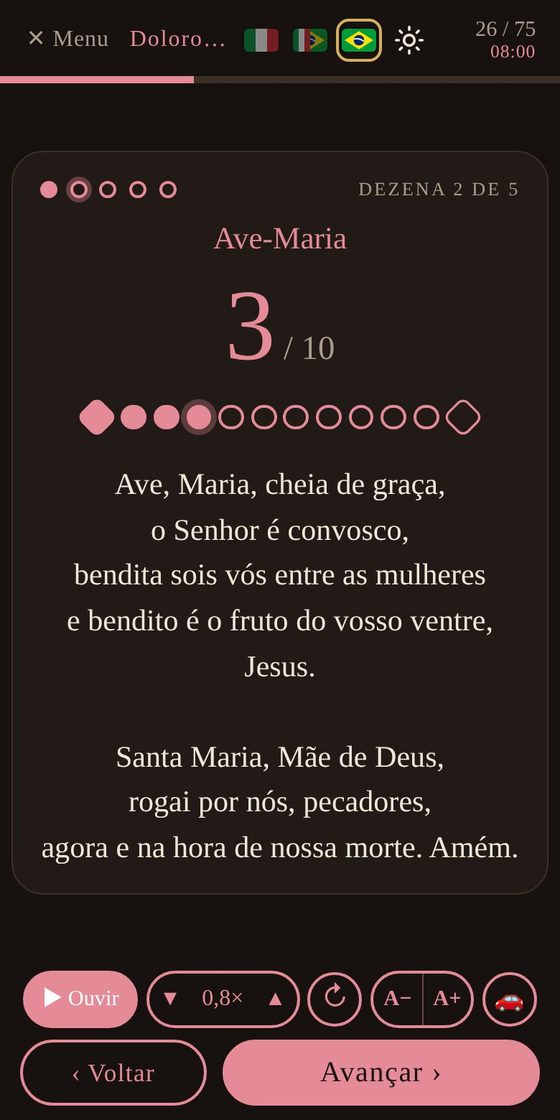 ✕ Menu Doloro... 26 / 75
08:00
DEZENA 2 DE 5
Ave-Maria
3 / 10
Ave, Maria, cheia de graça,
o Senhor é convosco,
bendita sois vós entre as mulheres
e bendito é o fruto do vosso ventre,
Jesus.
Santa Maria, Mãe de Deus,
rogai por nós, pecadores,
agora e na hora de nossa morte. Amém.
▶ Ouvir ▼ 0,8× ▲ A− A+
‹ Voltar Avançar ›